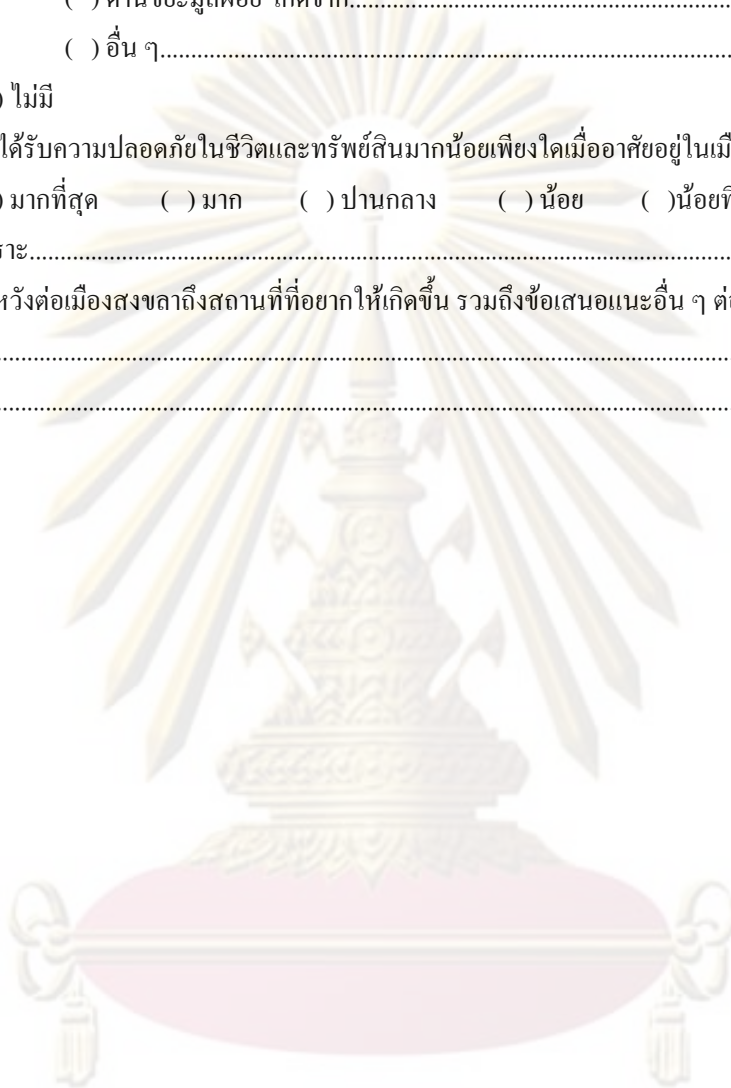 ( ) ด้านขยะมูลฝอย เกิดจาก..........................................................................
( ) อื่น ๆ...........................................................................................
) ไม่มี
ได้รับความปลอดภัยในชีวิตและทรัพย์สินมากน้อยเพียงใดเมื่ออาศัยอยู่ในเมื
) มากที่สุด ( ) มาก ( ) ปานกลาง ( ) น้อย ( )น้อยที่
ราะ.....................................................................................................................
หวังต่อเมืองสงขลาถึงสถานที่ที่อยากให้เกิดขึ้น รวมถึงข้อเสนอแนะอื่น ๆ ต่อ
.........................................................................................................................
.........................................................................................................................